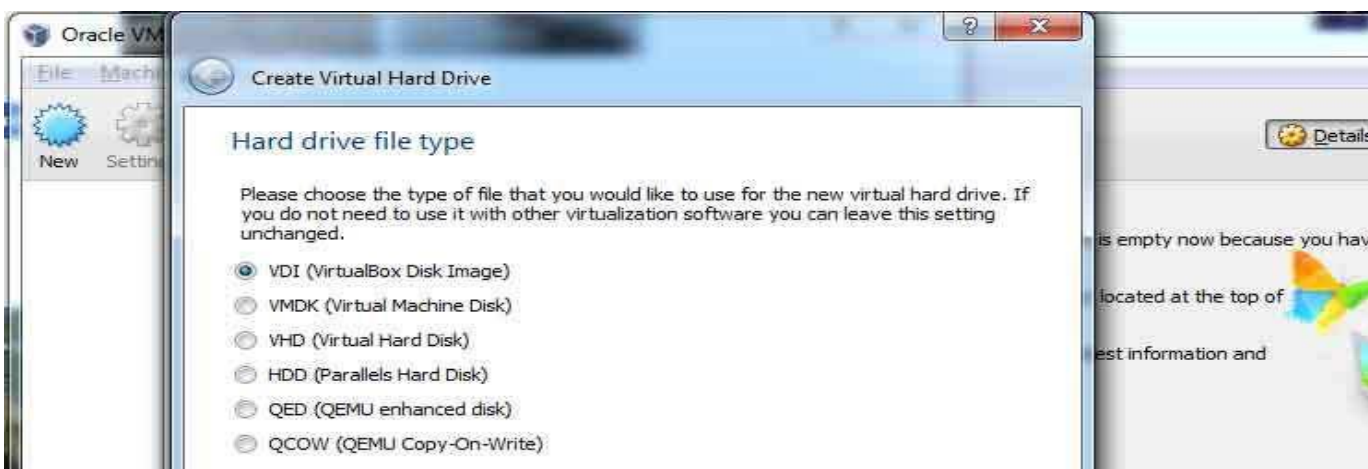 Oracle VM
File Machi
New Settin
Create Virtual Hard Drive
Hard drive file type
Please choose the type of file that you would like to use for the new virtual hard drive. If
you do not need to use it with other virtualization software you can leave this setting
unchanged.
VDI (VirtualBox Disk Image)
VMDK (Virtual Machine Disk)
VHD (Virtual Hard Disk)
HDD (Parallels Hard Disk)
QED (QEMU enhanced disk)
QCOW (QEMU Copy-On-Write)
Details
is empty now because you hav
located at the top of
est information and